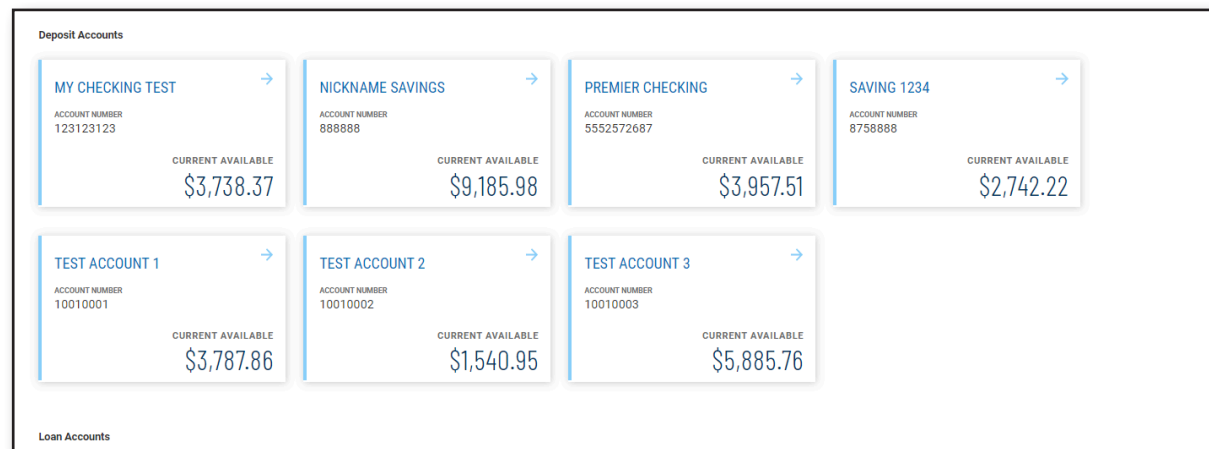 Deposit Accounts
MY CHECKING TEST
ACCOUNT NUMBER
123123123
CURRENT AVAILABLE
$3,738.37
NICKNAME SAVINGS
ACCOUNT NUMBER
888888
CURRENT AVAILABLE
$9,185.98
PREMIER CHECKING
ACCOUNT NUMBER
5552572687
CURRENT AVAILABLE
$3,957.51
SAVING 1234
ACCOUNT NUMBER
8758888
CURRENT AVAILABLE
$2,742.22
TEST ACCOUNT 1
ACCOUNT NUMBER
10010001
CURRENT AVAILABLE
$3,787.86
TEST ACCOUNT 2
ACCOUNT NUMBER
10010002
CURRENT AVAILABLE
$1,540.95
TEST ACCOUNT 3
ACCOUNT NUMBER
10010003
CURRENT AVAILABLE
$5,885.76
Loan Accounts